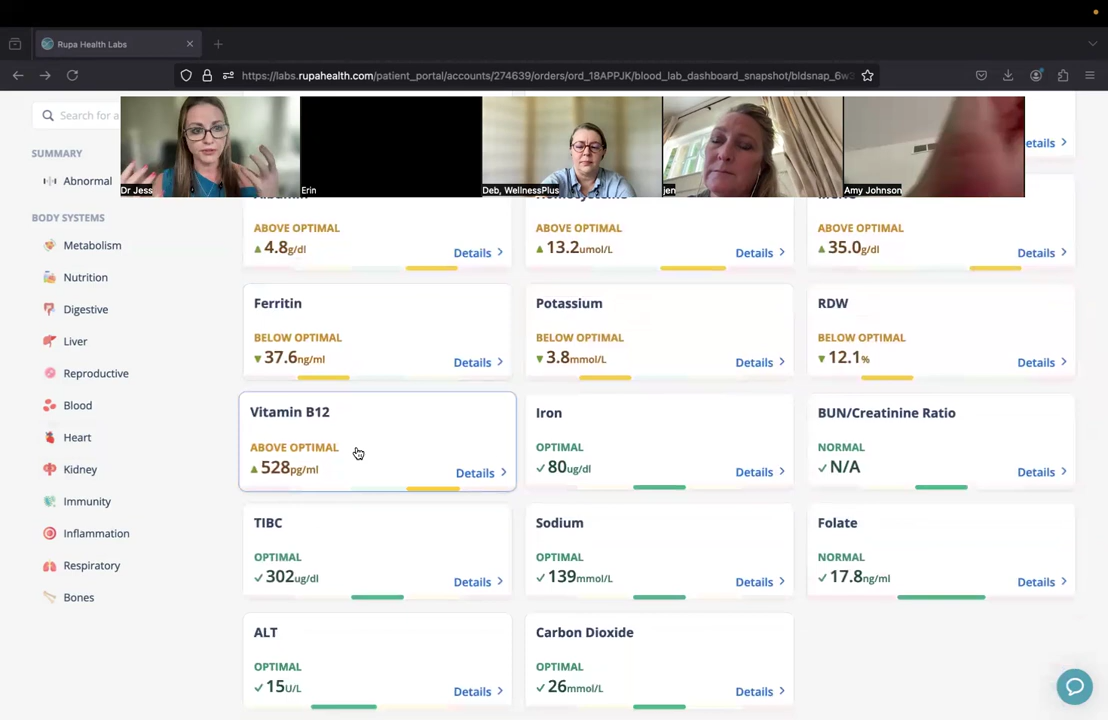 Rupa Health Labs
https://labs.rupahealth.com/patient_portal/accounts/274639/orders/ord_18APPJK/blood_lab_dashboard_snapshot/bldsnap_6w3
Search for a
SUMMARY
Abnormal
BODY SYSTEMS
Metabolism
Nutrition
Digestive
Liver
Reproductive
Blood
Heart
Kidney
Immunity
Inflammation
Respiratory
Bones
Dr Jess
Erin
Deb, WellnessPlus
jen
Amy Johnson
etails
ABOVE OPTIMAL
4.8g/dl
Details
ABOVE OPTIMAL
13.2umol/L
Details
ABOVE OPTIMAL
35.0g/dl
Details
Ferritin
BELOW OPTIMAL
37.6ng/ml
Details
Potassium
BELOW OPTIMAL
3.8mmol/L
Details
RDW
BELOW OPTIMAL
12.1%
Details
Vitamin B12
ABOVE OPTIMAL
528pg/ml
Details
Iron
OPTIMAL
80ug/dl
Details
BUN/Creatinine Ratio
NORMAL
N/A
Details
TIBC
OPTIMAL
302ug/dl
Details
Sodium
OPTIMAL
139mmol/L
Details
Folate
NORMAL
17.8ng/ml
Details
ALT
OPTIMAL
15U/L
Details
Carbon Dioxide
OPTIMAL
26mmol/L
Details